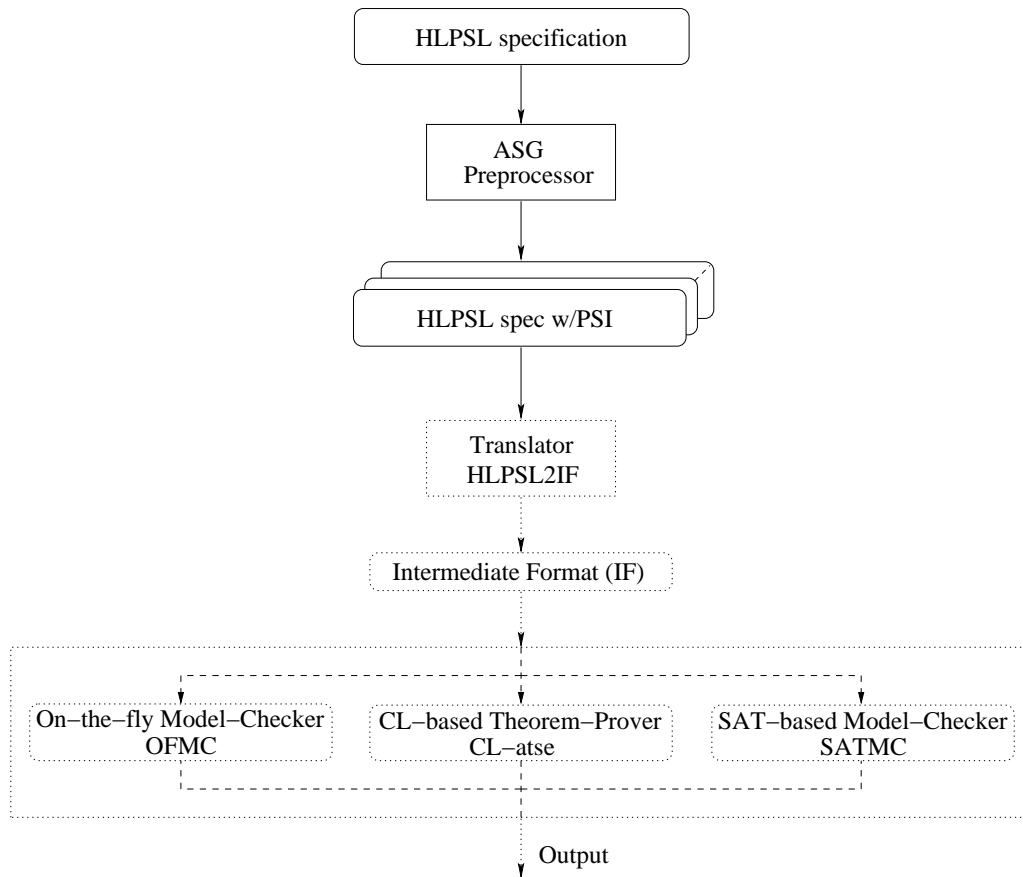 HLPSL specification
ASG
Preprocessor
HLPSL spec w/PSI
Translator
HLPSL2IF
Intermediate Format (IF)
On−the−fly Model−Checker
OFMC
CL−based Theorem−Prover
CL−atse
SAT−based Model−Checker
SATMC
Output